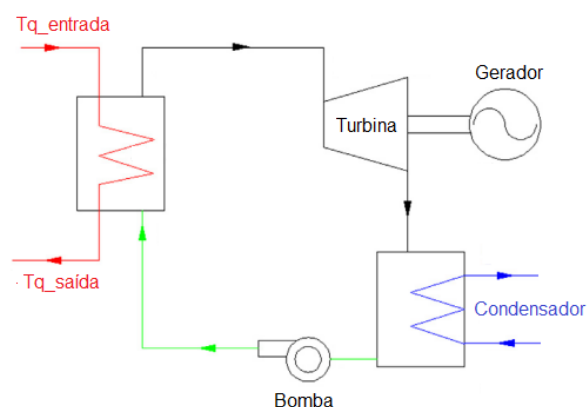 Tq_entrada
Gerador
Turbina
Tq_saída
Condensador
Bomba